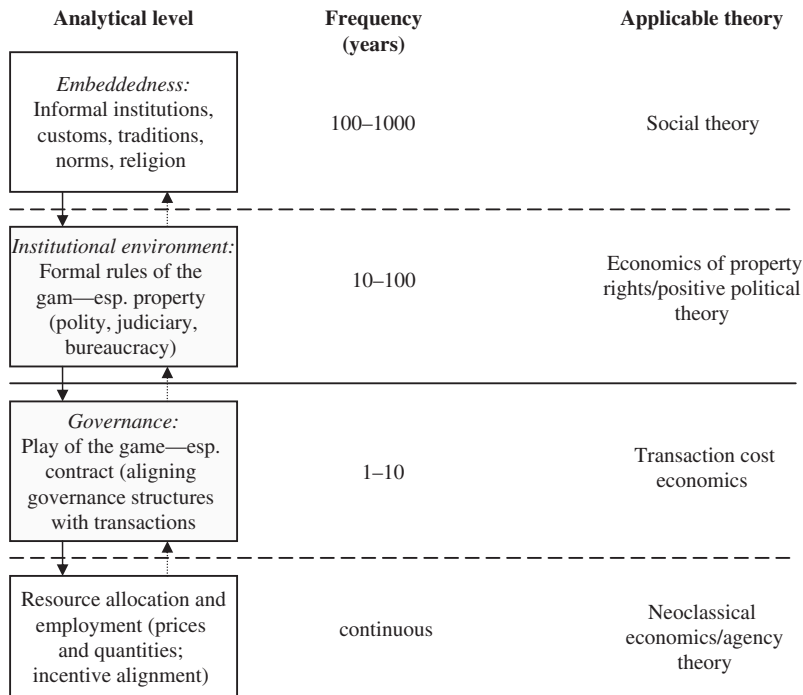 Analytical level
Frequency
(years)
Applicable theory
Embeddedness:
Informal institutions,
customs, traditions,
norms, religion
100–1000
Social theory
Institutional environment:
Formal rules of the
gam—esp. property
(polity, judiciary,
bureaucracy)
10–100
Economics of property
rights/positive political
theory
Governance:
Play of the game—esp.
contract (aligning
governance structures
with transactions
1–10
Transaction cost
economics
Resource allocation and
employment (prices
and quantities;
incentive alignment)
continuous
Neoclassical
economics/agency
theory